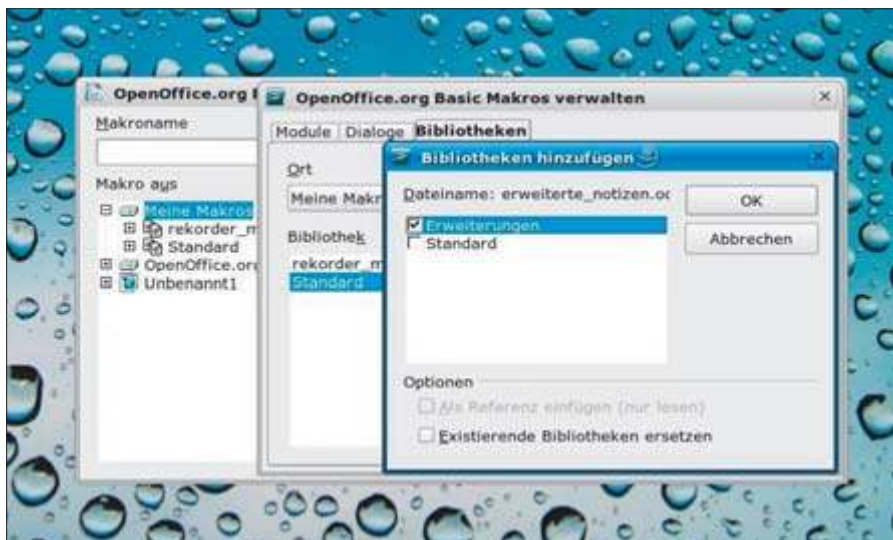 OpenOffice.org
Makroname
Makro aus
Meine Makros
rekorder_m
Standard
OpenOffice.org
Unbenannt1
OpenOffice.org Basic Makros verwalten
Module Dialoge Bibliotheken
Ort
Meine Makr
Bibliothek
rekorder_m
Standard
Bibliotheken hinzufügen
Dateiname: erweiterte_notizen.oc
Erweiterungen
Standard
OK
Abbrechen
Optionen
Als Referenz einfügen (nur lesen)
Existierende Bibliotheken ersetzen